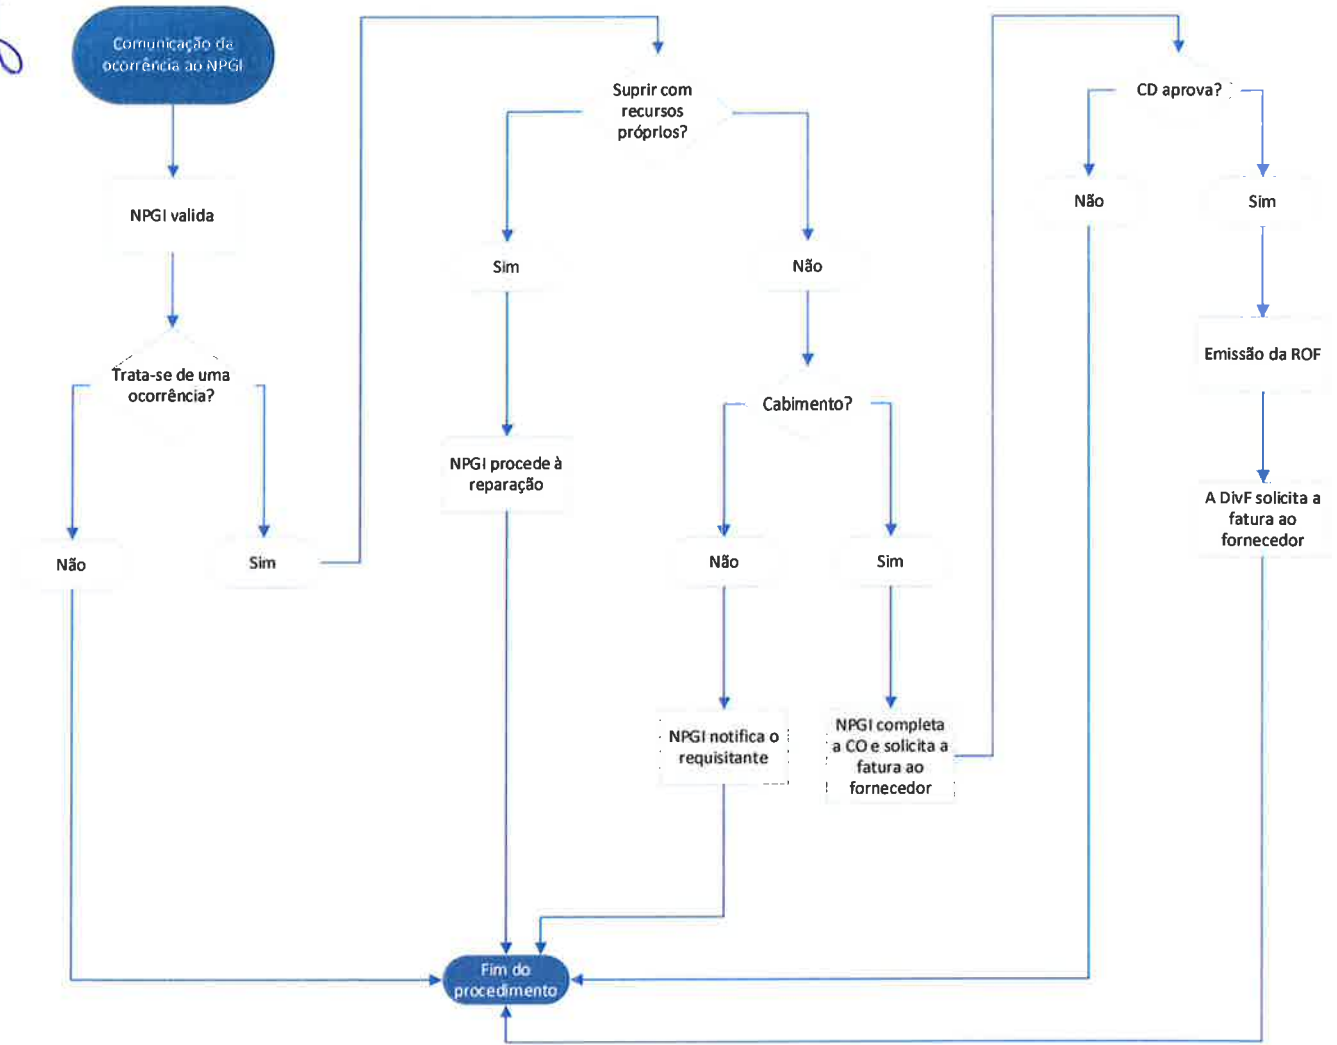 Comunicação da
ocorrência ao NPGI
NPGI valida
Trata-se de uma
ocorrência?
Não
Sim
Suprir com
recursos
próprios?
Sim
Não
NPGI procede à
reparação
Cabimento?
Não
Sim
NPGI notifica o
requisitante
NPGI completa
a CO e solicita a
fatura ao
fornecedor
CD aprova?
Não
Sim
Emissão da ROF
A DivF solicita a
fatura ao
fornecedor
Fim do
procedimento